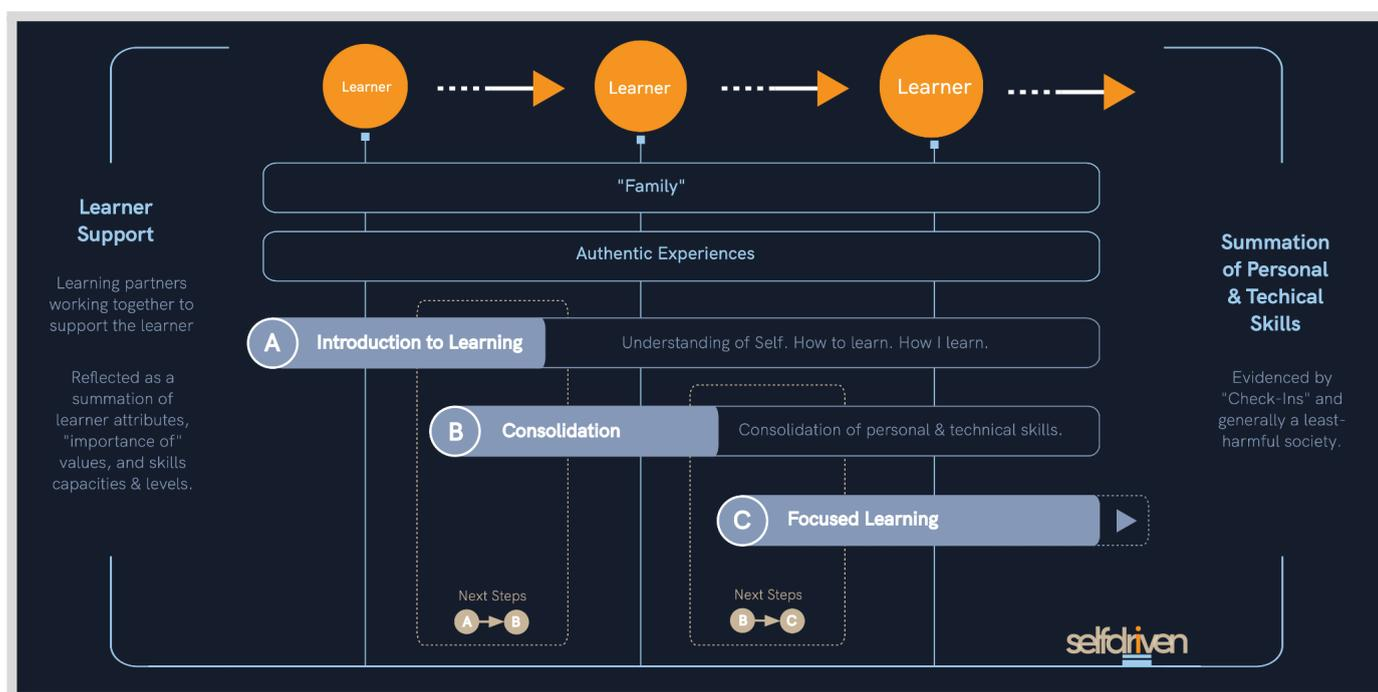 Learner
Learner
Learner
"Family"
Authentic Experiences
Learner
Support
Learning partners
working together to
support the learner
Reflected as a
summation of
learner attributes,
"importance of"
values, and skills
capacities & levels.
A
Introduction to Learning
Understanding of Self. How to learn. How I learn.
B
Consolidation
Consolidation of personal & technical skills.
C
Focused Learning
Next Steps
A B
Next Steps
B C
Summation
of Personal
& Techical
Skills
Evidenced by
"Check-Ins" and
generally a least-
harmful society.
selfdriven